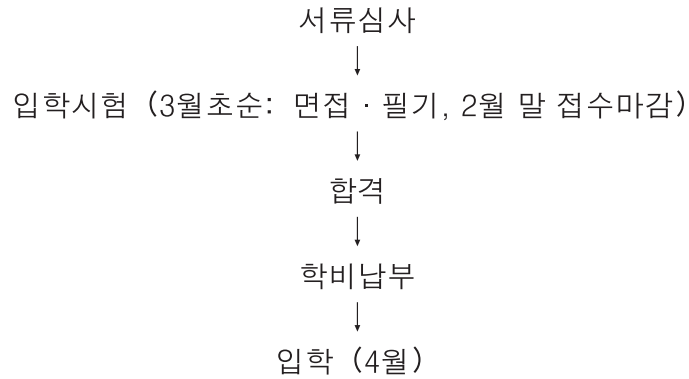 서류심사
입학시험 (3월초순: 면접 · 필기, 2월 말 접수마감)
합격
학비납부
입학 (4월)